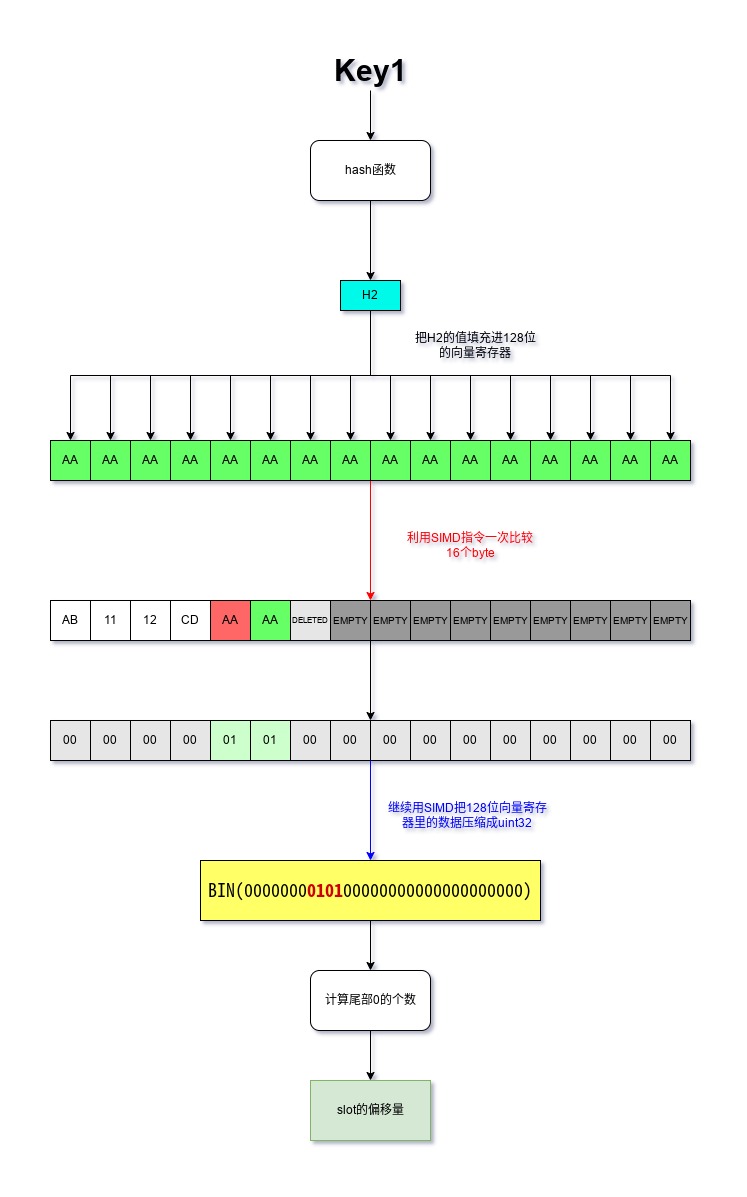 Key1
hash函数
H2
把H2的值填充进128位
的向量寄存器
AA AA AA AA AA AA AA AA AA AA AA AA AA AA AA AA
利用SIMD指令一次比较
16个byte
AB 11 12 CD AA AA DELETED EMPTY EMPTY EMPTY EMPTY EMPTY EMPTY EMPTY EMPTY EMPTY
00 00 00 00 01 01 00 00 00 00 00 00 00 00 00 00
继续用SIMD把128位向量寄存
器里的数据压缩成uint32
BIN(0000000010100000000000000000000)
计算尾部0的个数
slot的偏移量